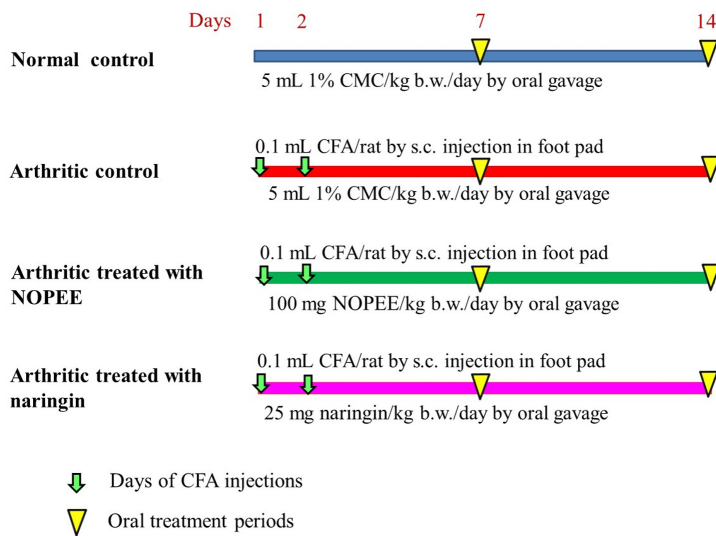 Days 1 2 7 14
Normal control
5 mL 1% CMC/kg b.w./day by oral gavage
0.1 mL CFA/rat by s.c. injection in foot pad
Arthritic control
5 mL 1% CMC/kg b.w./day by oral gavage
0.1 mL CFA/rat by s.c. injection in foot pad
Arthritic treated with
NOPEE
100 mg NOPEE/kg b.w./day by oral gavage
0.1 mL CFA/rat by s.c. injection in foot pad
Arthritic treated with
naringin
25 mg naringin/kg b.w./day by oral gavage
Days of CFA injections
Oral treatment periods